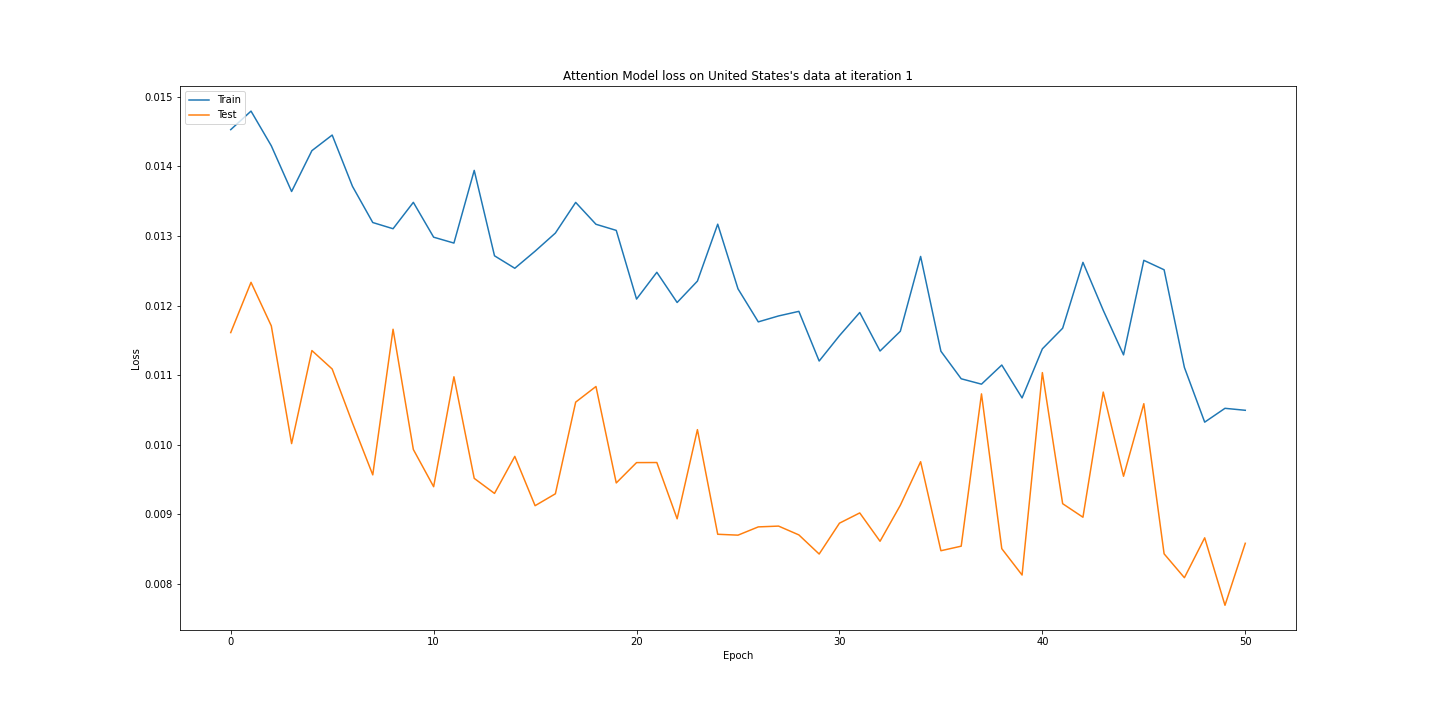 Attention Model loss on United States's data at iteration 1
Train
Test
0.015
0.014
0.013
0.012
0.011
0.010
0.009
0.008
Loss
0 10 20 30 40 50
Epoch